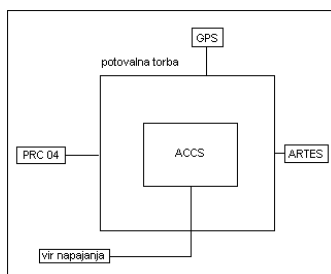 GPS
potovalna torba
ACCS
PRC 04
ARTES
vir napajanja